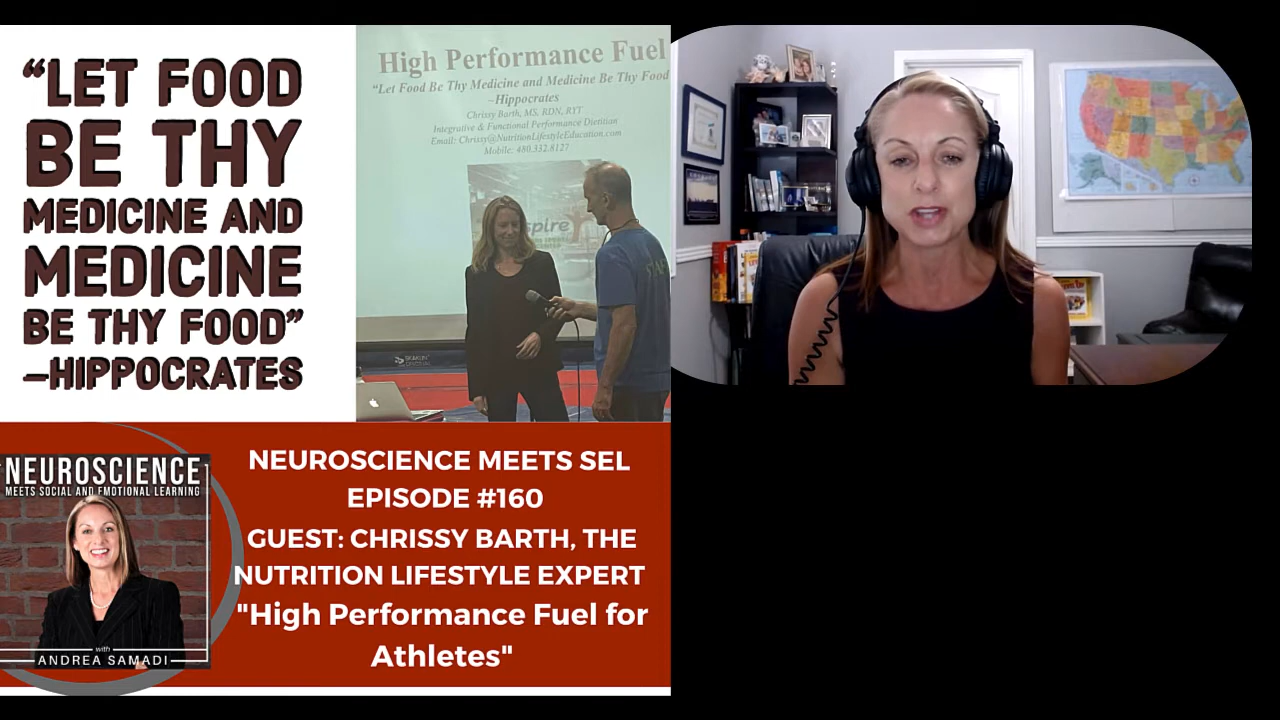 “LET FOOD
BE THY
MEDICINE AND
MEDICINE
BE THY FOOD”
–HIPPOCRATES
High Performance Fuel
“Let Food Be Thy Medicine and Medicine Be Thy Food
–Hippocrates
Chrissy Barth, MS, RDN, RYT
Integrative & Functional Performance Dietitian
Email: Chrissy@NutritionLifestyleEducation.com
Mobile: 480.332.8127
spire
NEUROSCIENCE
MEETS SOCIAL AND EMOTIONAL LEARNING
with
ANDREA SAMADI
NEUROSCIENCE MEETS SEL
EPISODE #160
GUEST: CHRISSY BARTH, THE
NUTRITION LIFESTYLE EXPERT
"High Performance Fuel for
Athletes"